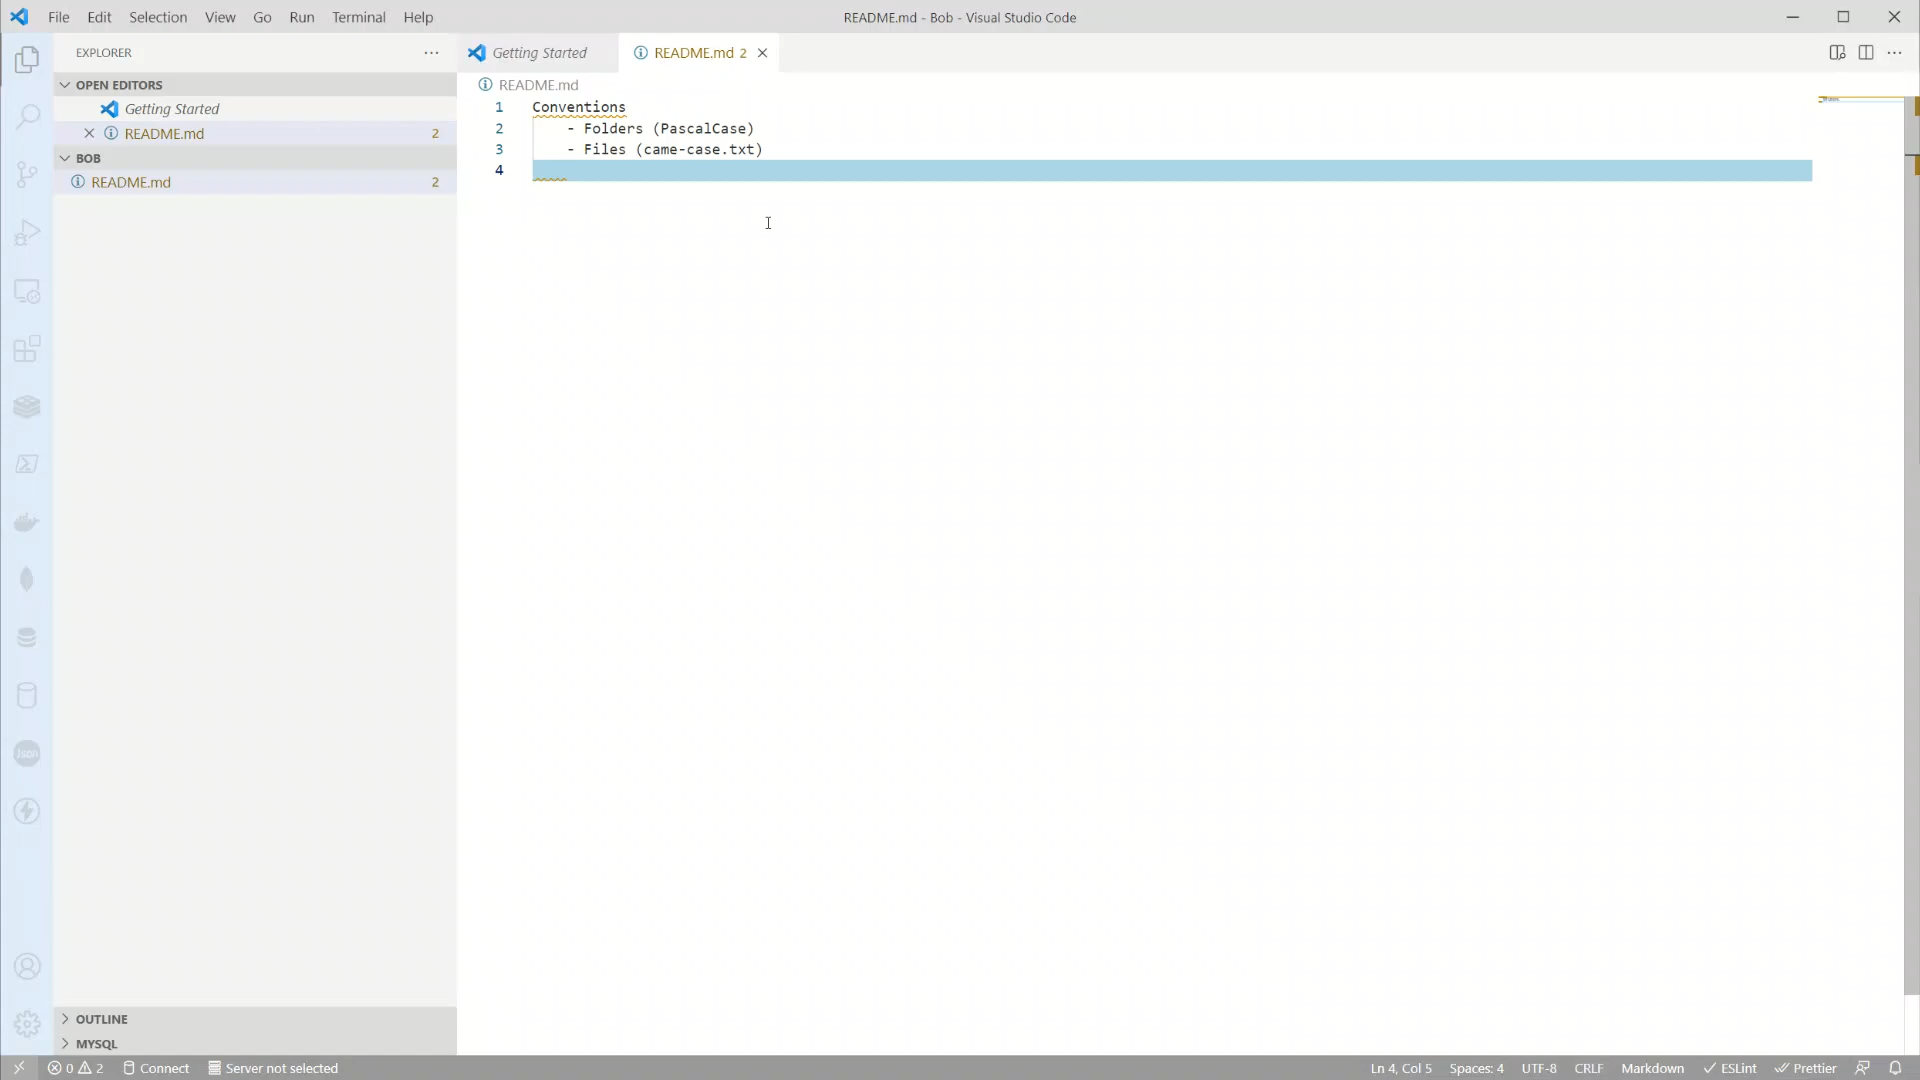 File Edit Selection View Go Run Terminal Help
README.md - Bob - Visual Studio Code
EXPLORER
Getting Started
README.md 2
OPEN EDITORS
Getting Started
README.md 2
BOB
README.md 2
README.md
1 Conventions
2 - Folders (PascalCase)
3 - Files (came-case.txt)
4
Json
OUTLINE
MYSQL
0 2 Connect Server not selected
Ln 4, Col 5 Spaces: 4 UTF-8 CRLF Markdown ESLint Prettier